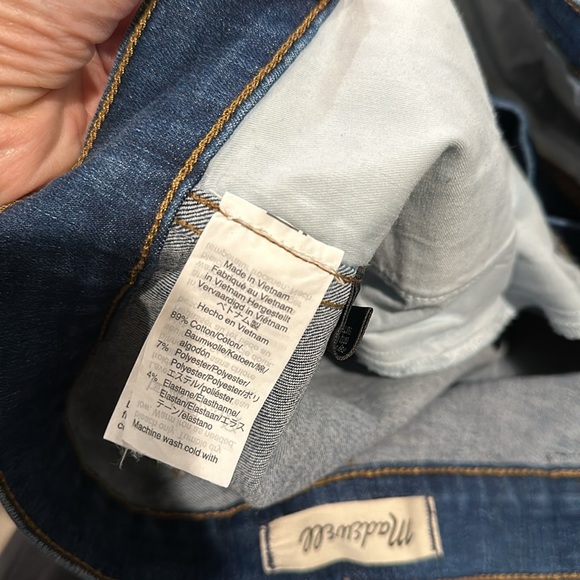 Made in Vietnam
Fabriqué au Vietnam
In Vietnam Hergestellt
Vervaardigd in Vietnam
ベトナム製
Hecho en Vietnam
89% Cotton/Coton/
Baumwolle/Katoen/綿/
algodón
7% Polyester/Polyester/
Polyester/Polyester/ポリ
エステル/poliéster
4% Elastane/Élasthanne/
Elastan/Elastaan/エラス
テーン/elastano
Machine wash cold with
Madewell